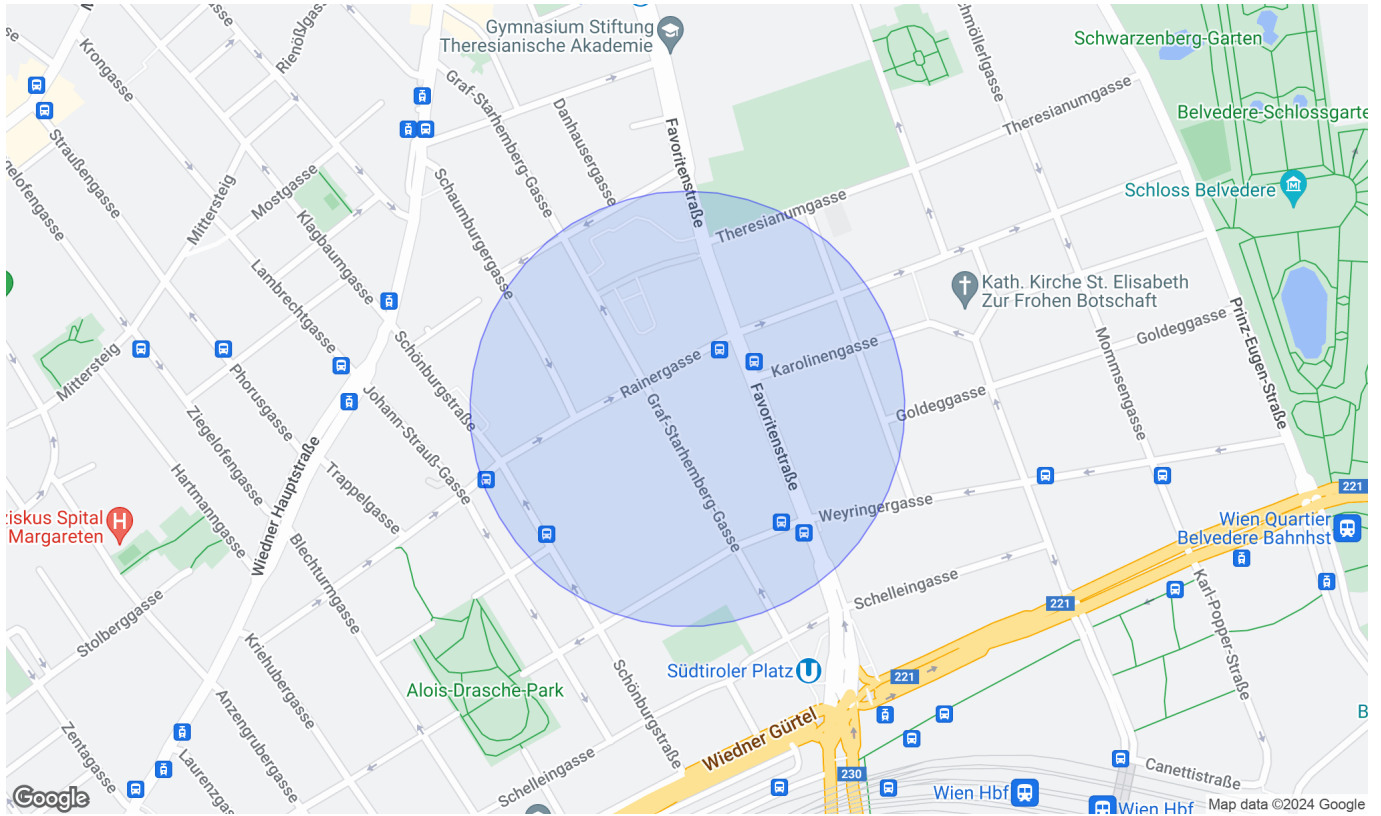 Gymnasium Stiftung
Theresianische Akademie
Schwarzenberg-Garten
Rienößlga
Krongasse
Graf-Starhemberg-Gasse
Danhausergasse
Favoritenstraße
Theresianumgasse
Belvedere-Schlossgarte
Straußengasse
Schloss Belvedere
Mostgasse
Mittersteig
Schaumburgergasse
Klagbaumgasse
Theresianumgasse
Lambrechtgasse
Kath. Kirche St. Elisabeth
Zur Frohen Botschaft
Prinz-Eugen-Straße
Goldeggasse
Mommsengasse
Mittersteig
Schönburgstraße
Phorusgasse
Rainergasse
Karolinengasse
Johann-Strauß-Gasse
Graf-Starhemberg-Gasse
Favoritenstraße
Goldeggasse
Ziegelofengasse
Wiedner Hauptstraße
Trappelgasse
Hartmanngasse
221
Weyringergasse
ziskus Spital
Margareten
Wien Quartier
Belvedere Bahnhst
Blechturmgasse
Schelleingasse
221
Karl-Popper-Straße
Stolberggasse
Kriehubergasse
Südtiroler Platz
221
Alois-Drasche-Park
Schönburgstraße
Anzengrubergasse
Wiedner Gürtel
Zentagasse
Laurenzga
Schelleingasse
230
Canettistraße
B
Wien Hbf
Wien Hbf
Google
Map data ©2024 Google